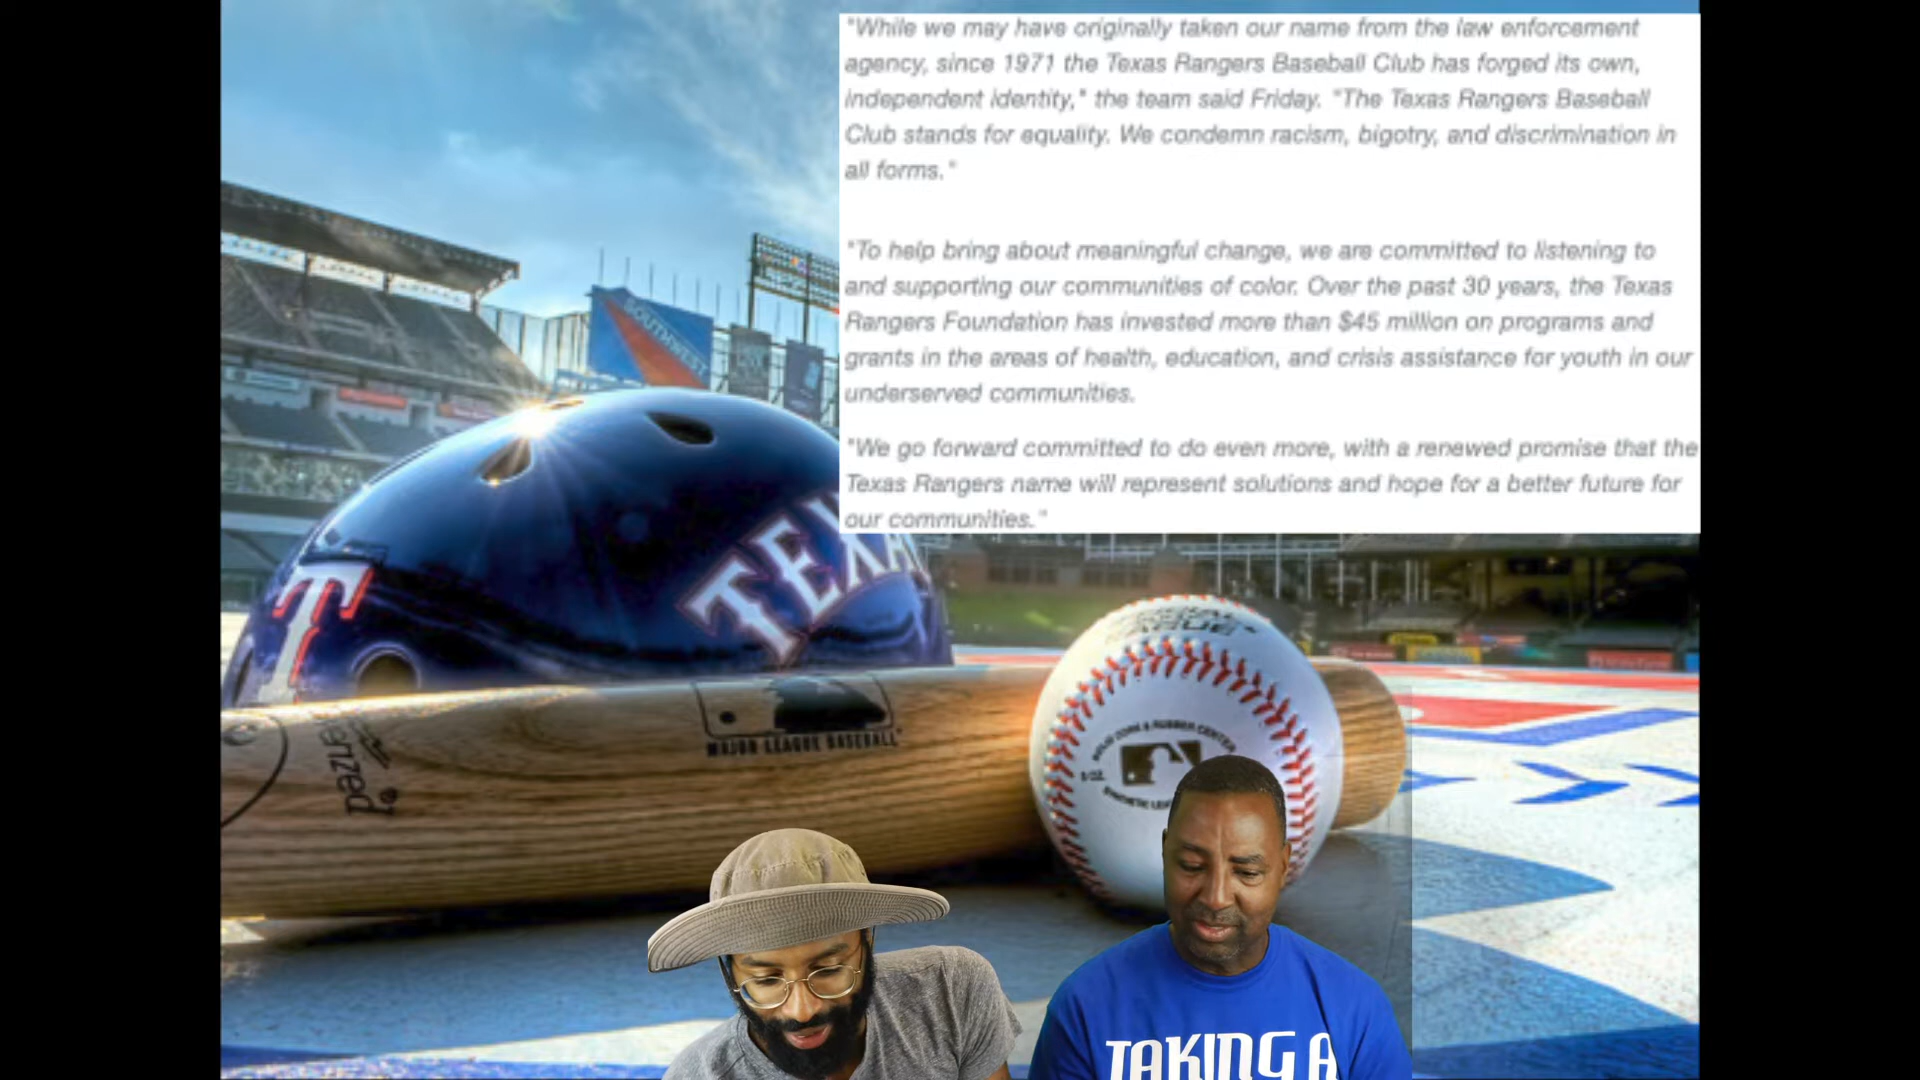 "While we may have originally taken our name from the law enforcement
agency, since 1971 the Texas Rangers Baseball Club has forged its own,
independent identity," the team said Friday. "The Texas Rangers Baseball
Club stands for equality. We condemn racism, bigotry, and discrimination in
all forms."
"To help bring about meaningful change, we are committed to listening to
and supporting our communities of color. Over the past 30 years, the Texas
Rangers Foundation has invested more than $45 million on programs and
grants in the areas of health, education, and crisis assistance for youth in our
underserved communities.
"We go forward committed to do even more, with a renewed promise that the
Texas Rangers name will represent solutions and hope for a better future for
our communities."
SOUTHWEST
TEXA
T
MAJOR LEAGUE BASEBALL
CORK & RUBBER CENTER
TAKING A